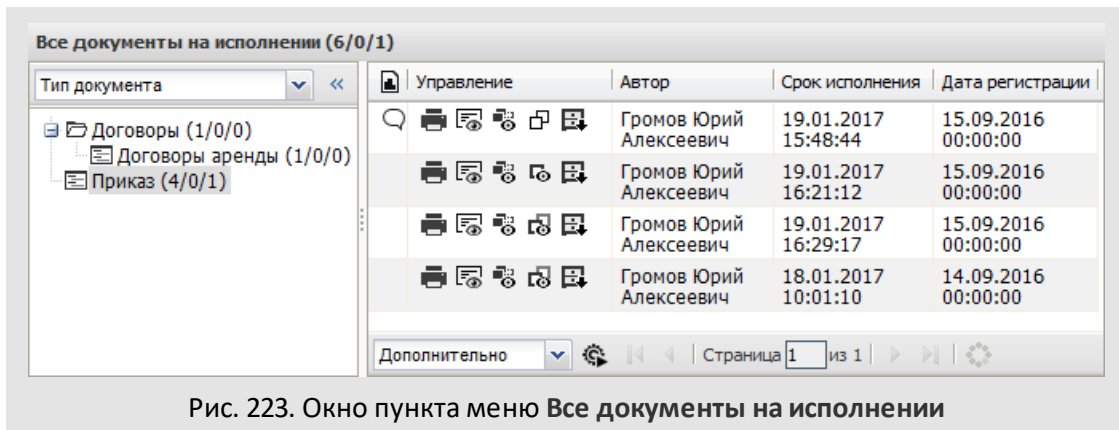 Все документы на исполнении (6/0/1)
Тип документа
Договоры (1/0/0)
Договоры аренды (1/0/0)
Приказ (4/0/1)
Управление Автор Срок исполнения Дата регистрации
Громов Юрий 19.01.2017 15.09.2016
Алексеевич 15:48:44 00:00:00
Громов Юрий 19.01.2017 15.09.2016
Алексеевич 16:21:12 00:00:00
Громов Юрий 19.01.2017 15.09.2016
Алексеевич 16:29:17 00:00:00
Громов Юрий 18.01.2017 14.09.2016
Алексеевич 10:01:10 00:00:00
Дополнительно Страница 1 из 1
Рис. 223. Окно пункта меню Все документы на исполнении